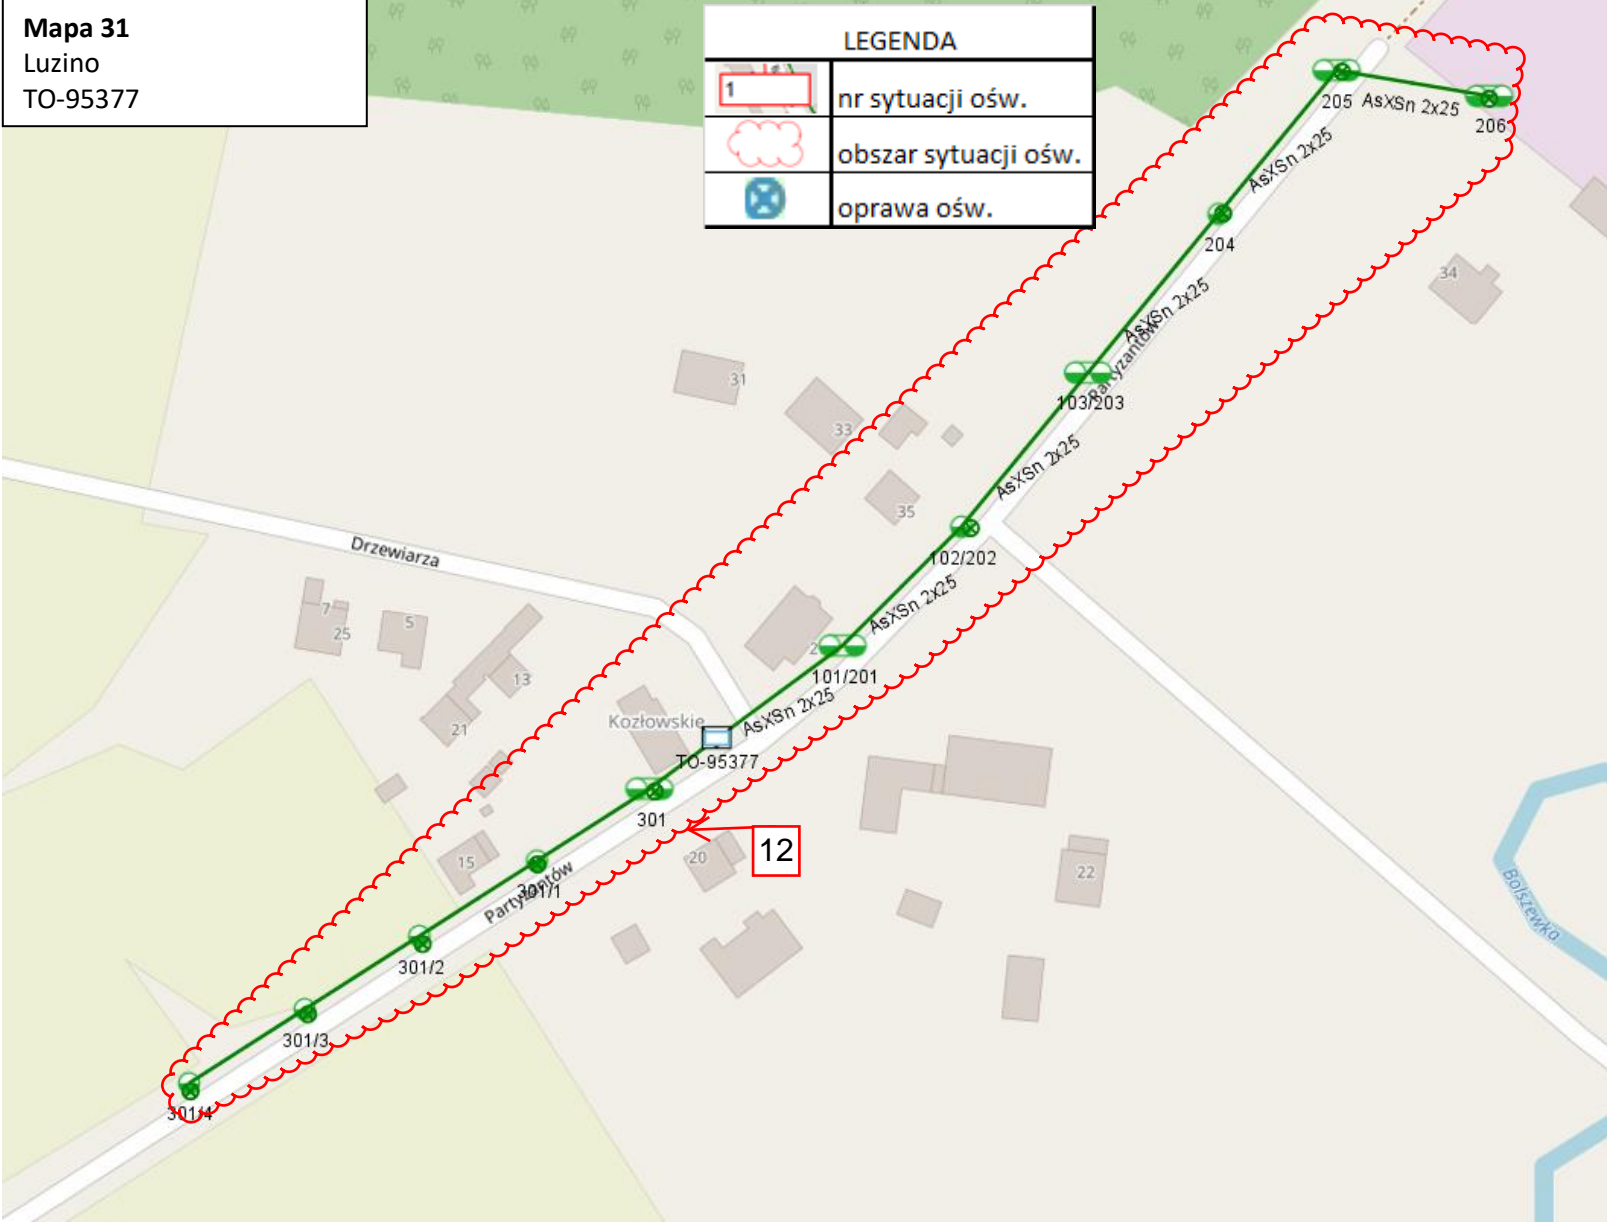 Mapa 31
Luzino
TO-95377
LEGENDA
1
nr sytuacji ośw.
obszar sytuacji ośw.
oprawa ośw.
205
AsXSn 2x25
206
AsXSn 2x25
204
34
AsXSn 2x25
Partyzantów
31
103/203
33
AsXSn 2x25
35
102/202
Drzewiarza
AsXSn 2x25
7
25
5
2
101/201
13
AsXSn 2x25
21
Kozłowskie
TO-95377
301
12
20
15
22
301/1
Partyzantów
Bolszewka
301/2
301/3
301/4